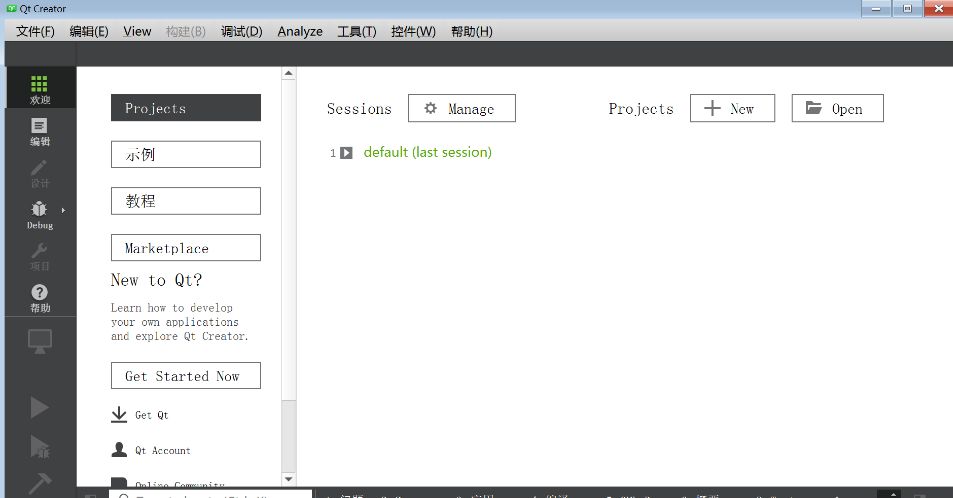 Qt Creator
文件(F) 编辑(E) View 构建(B) 调试(D) Analyze 工具(T) 控件(W) 帮助(H)
欢迎
编辑
设计
Debug
项目
帮助
Projects
示例
教程
Marketplace
New to Qt?
Learn how to develop
your own applications
and explore Qt Creator.
Get Started Now
Get Qt
Qt Account
Online Community
Sessions Manage Projects New Open
1 default (last session)